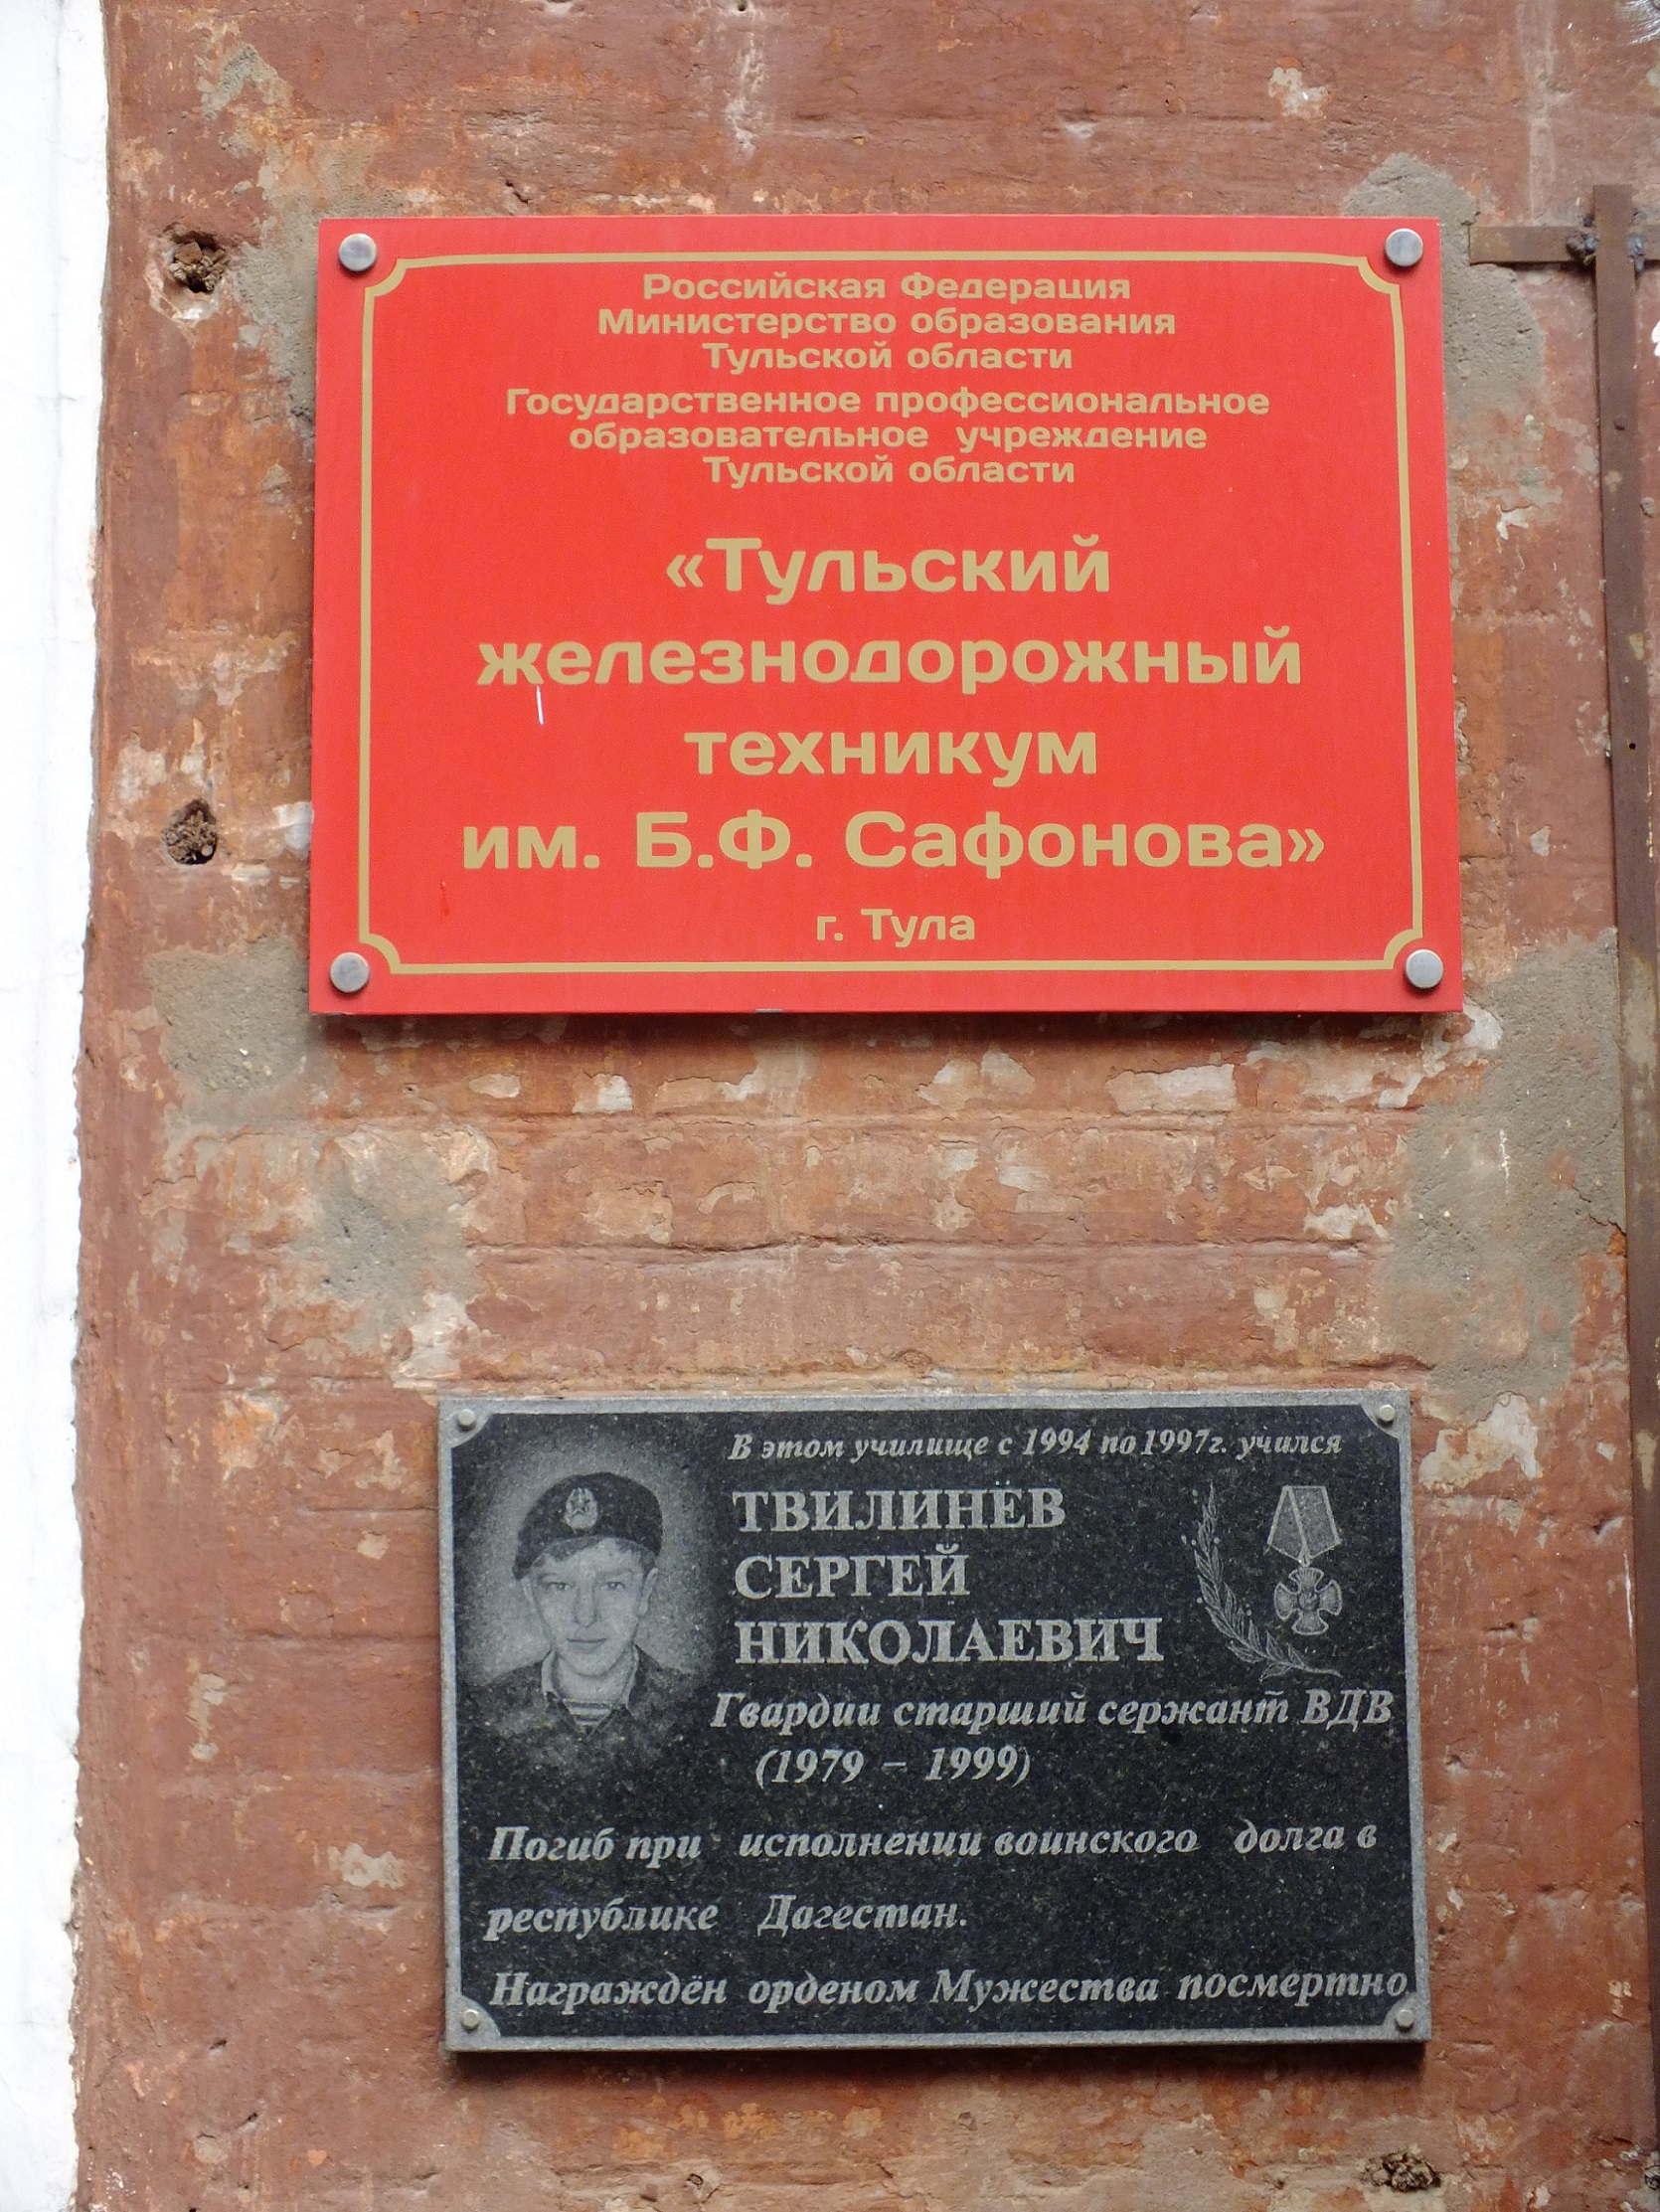 Российская Федерация
Министерство образования
Тульской области
Государственное профессиональное
образовательное учреждение
Тульской области
«Тульский
железнодорожный
техникум
им. Б.Ф. Сафонова»
г. Тула
В этом училище с 1994 по 1997г. учился
ТВИЛИНЁВ
СЕРГЕЙ
НИКОЛАЕВИЧ
Гвардии старший сержант ВДВ
(1979 – 1999)
Погиб при исполнении воинского долга в
республике Дагестан.
Награждён орденом Мужества посмертно.